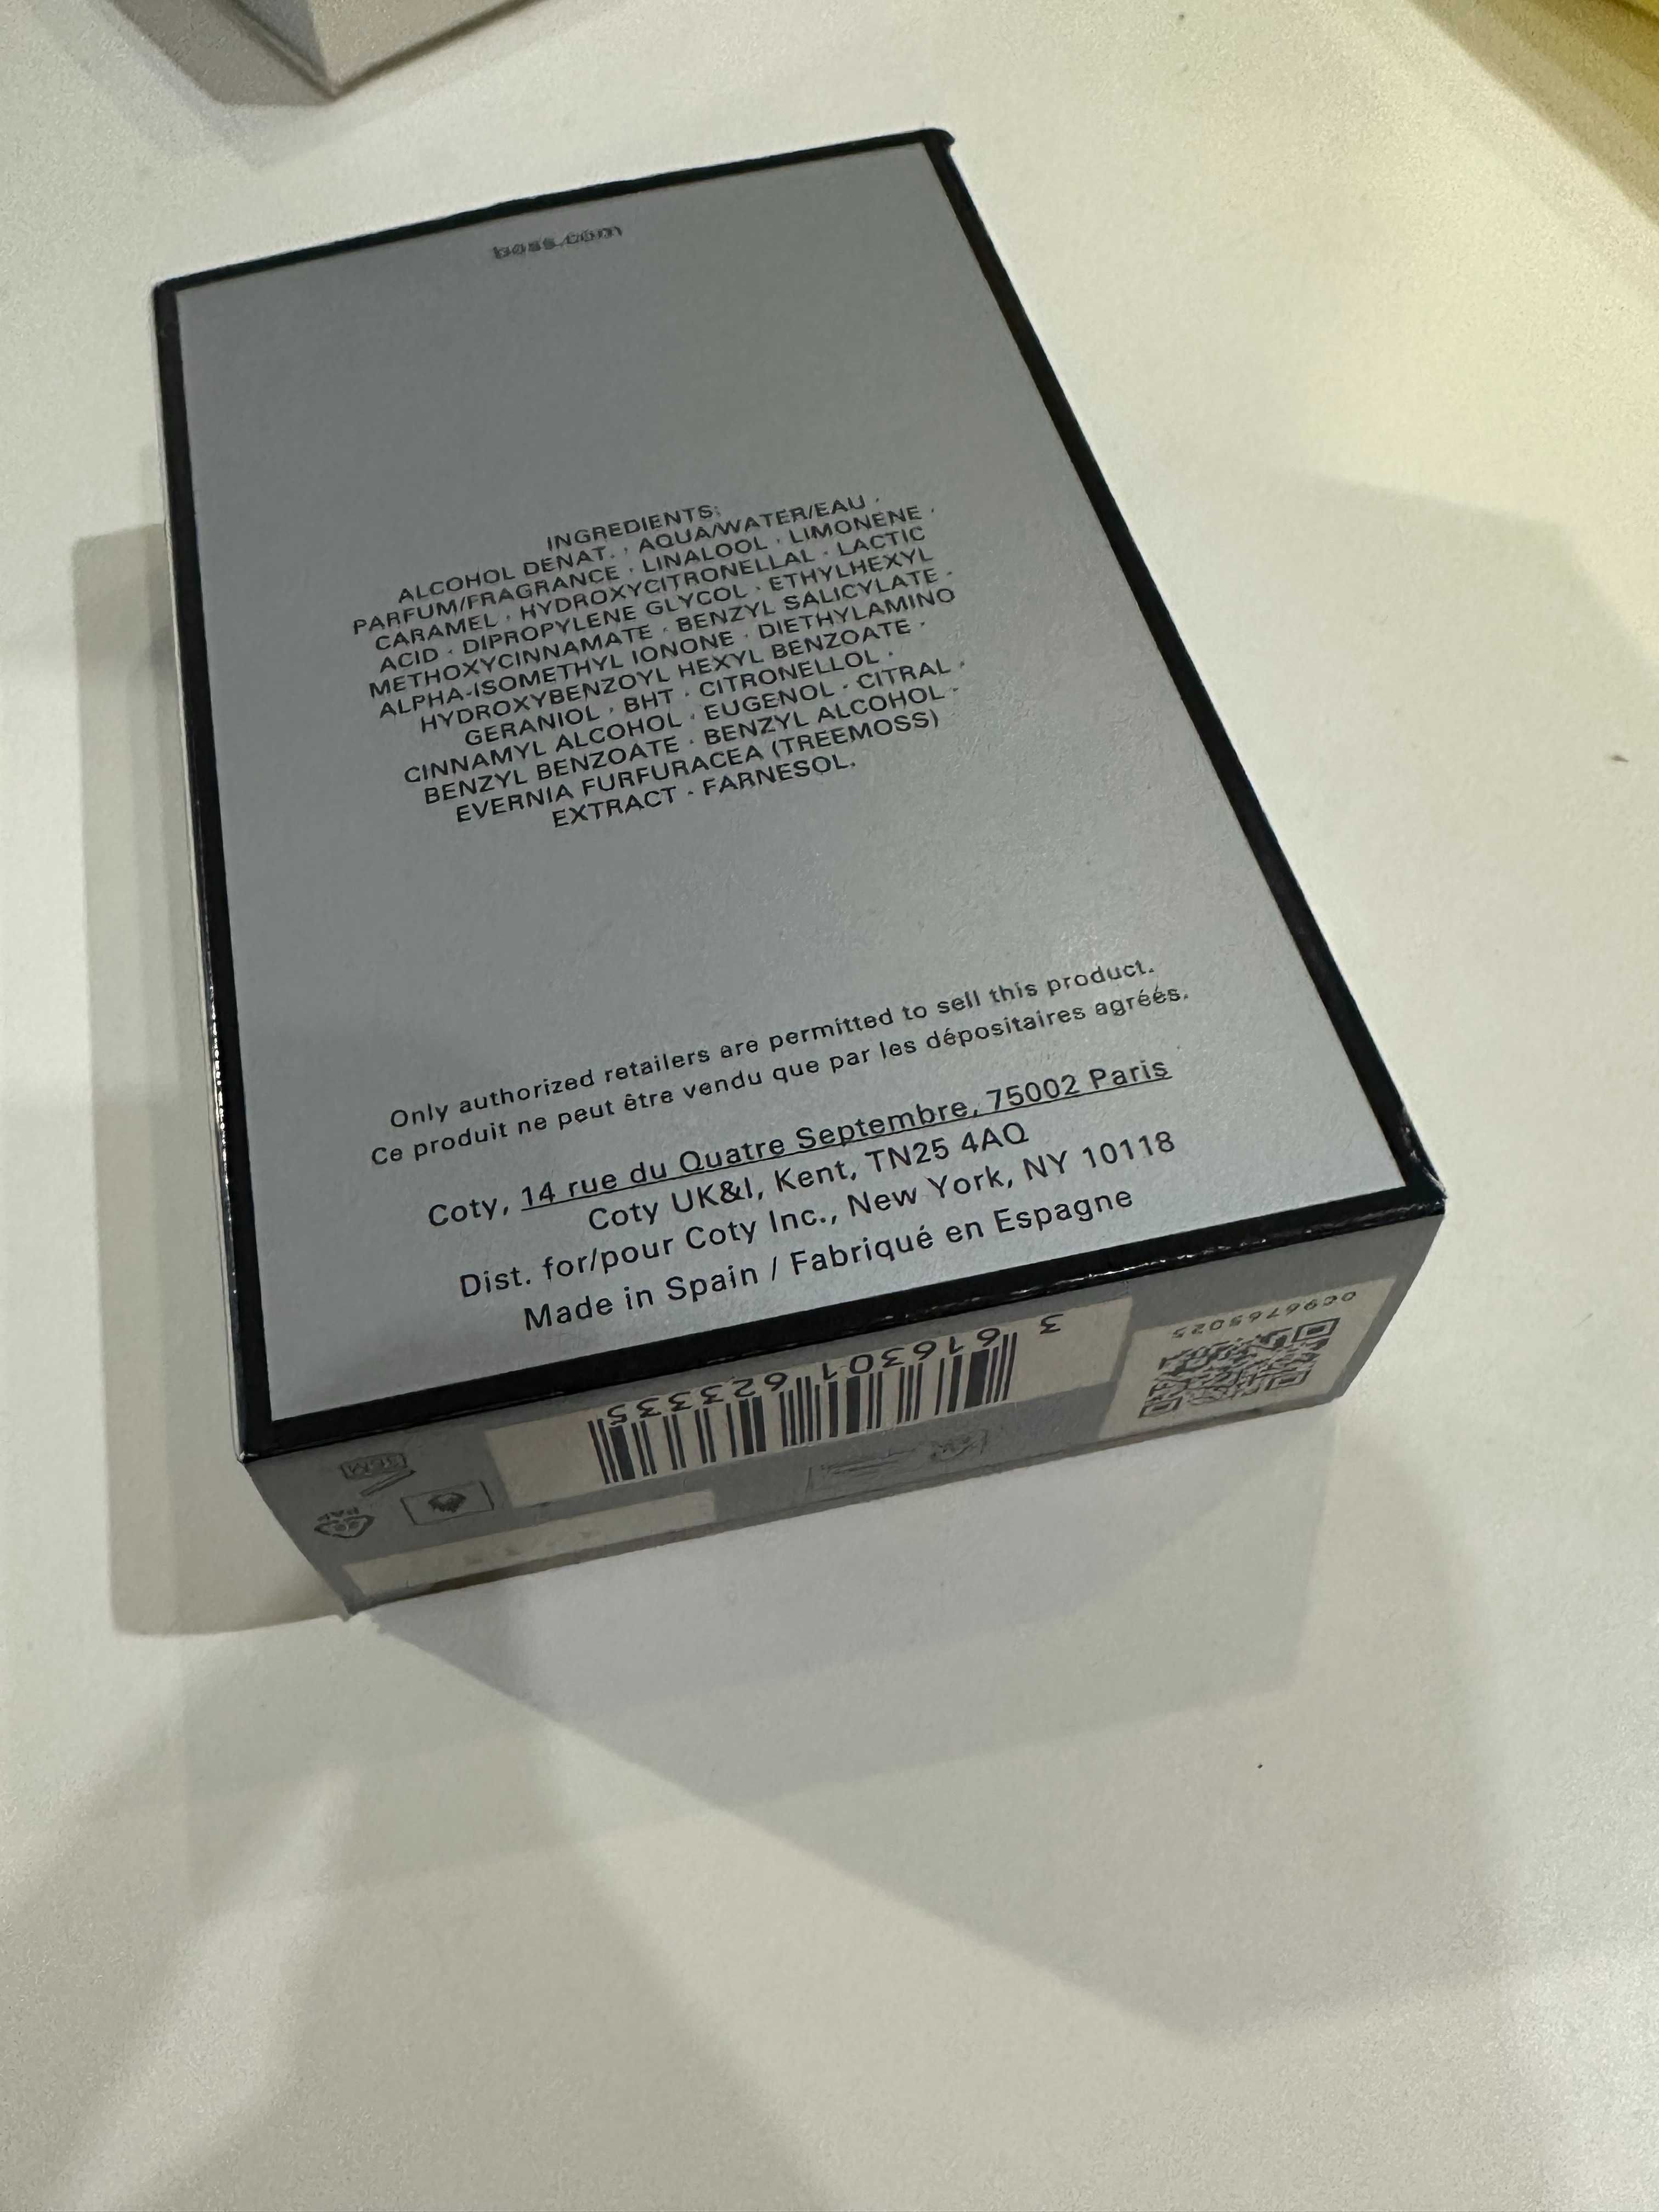 boss.com
INGREDIENTS:
ALCOHOL DENAT. · AQUA/WATER/EAU ·
PARFUM/FRAGRANCE · LINALOOL · LIMONENE ·
CARAMEL · HYDROXYCITRONELLAL · LACTIC
ACID · DIPROPYLENE GLYCOL · ETHYLHEXYL
METHOXYCINNAMATE · BENZYL SALICYLATE ·
ALPHA-ISOMETHYL IONONE · DIETHYLAMINO
HYDROXYBENZOYL HEXYL BENZOATE ·
GERANIOL · BHT · CITRONELLOL ·
CINNAMYL ALCOHOL · EUGENOL · CITRAL ·
BENZYL BENZOATE · BENZYL ALCOHOL ·
EVERNIA FURFURACEA (TREEMOSS)
EXTRACT · FARNESOL.
Only authorized retailers are permitted to sell this product.
Ce produit ne peut être vendu que par les dépositaires agréés.
Coty, 14 rue du Quatre Septembre, 75002 Paris
Coty UK&I, Kent, TN25 4AQ
Dist. for/pour Coty Inc., New York, NY 10118
Made in Spain / Fabriqué en Espagne
3 616301 623335
0C96765025
36M
PAP